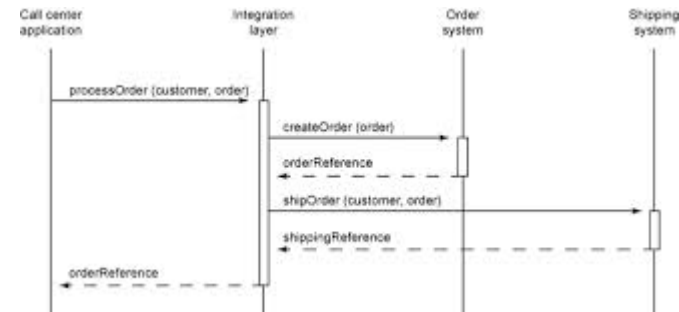 Call center
application
Integration
layer
Order
system
Shipping
system
processOrder (customer, order)
createOrder (order)
orderReference
shipOrder (customer, order)
shippingReference
orderReference